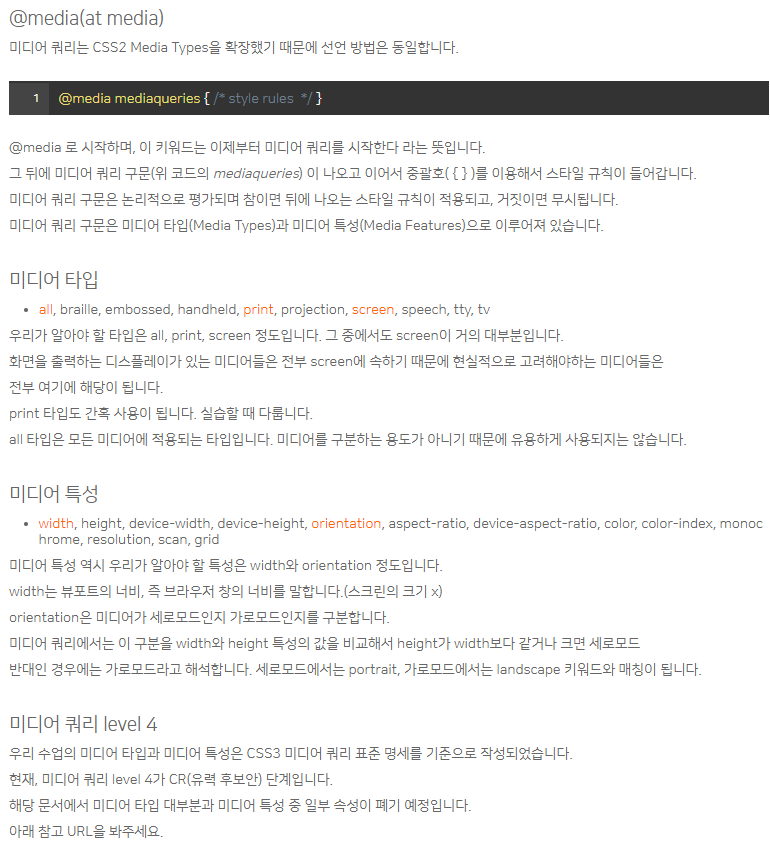 @media(at media)
미디어 쿼리는 CSS2 Media Types을 확장했기 때문에 선언 방법은 동일합니다.
1 @media mediaqueries { /* style rules */ }
@media 로 시작하며, 이 키워드는 이제부터 미디어 쿼리를 시작한다 라는 뜻입니다.
그 뒤에 미디어 쿼리 구문(위 코드의 mediaqueries) 이 나오고 이어서 중괄호( { } )를 이용해서 스타일 규칙이 들어갑니다.
미디어 쿼리 구문은 논리적으로 평가되며 참이면 뒤에 나오는 스타일 규칙이 적용되고, 거짓이면 무시됩니다.
미디어 쿼리 구문은 미디어 타입(Media Types)과 미디어 특성(Media Features)으로 이루어져 있습니다.
미디어 타입
• all, braille, embossed, handheld, print, projection, screen, speech, tty, tv
우리가 알아야 할 타입은 all, print, screen 정도입니다. 그 중에서도 screen이 거의 대부분입니다.
화면을 출력하는 디스플레이가 있는 미디어들은 전부 screen에 속하기 때문에 현실적으로 고려해야하는 미디어들은
전부 여기에 해당이 됩니다.
print 타입도 간혹 사용이 됩니다. 실습할 때 다룹니다.
all 타입은 모든 미디어에 적용되는 타입입니다. 미디어를 구분하는 용도가 아니기 때문에 유용하게 사용되지는 않습니다.
미디어 특성
• width, height, device-width, device-height, orientation, aspect-ratio, device-aspect-ratio, color, color-index, monoc
hrome, resolution, scan, grid
미디어 특성 역시 우리가 알아야 할 특성은 width와 orientation 정도입니다.
width는 뷰포트의 너비, 즉 브라우저 창의 너비를 말합니다.(스크린의 크기 x)
orientation은 미디어가 세로모드인지 가로모드인지를 구분합니다.
미디어 쿼리에서는 이 구분을 width와 height 특성의 값을 비교해서 height가 width보다 같거나 크면 세로모드
반대인 경우에는 가로모드라고 해석합니다. 세로모드에서는 portrait, 가로모드에서는 landscape 키워드와 매칭이 됩니다.
미디어 쿼리 level 4
우리 수업의 미디어 타입과 미디어 특성은 CSS3 미디어 쿼리 표준 명세를 기준으로 작성되었습니다.
현재, 미디어 쿼리 level 4가 CR(유력 후보안) 단계입니다.
해당 문서에서 미디어 타입 대부분과 미디어 특성 중 일부 속성이 폐기 예정입니다.
아래 참고 URL을 봐주세요.